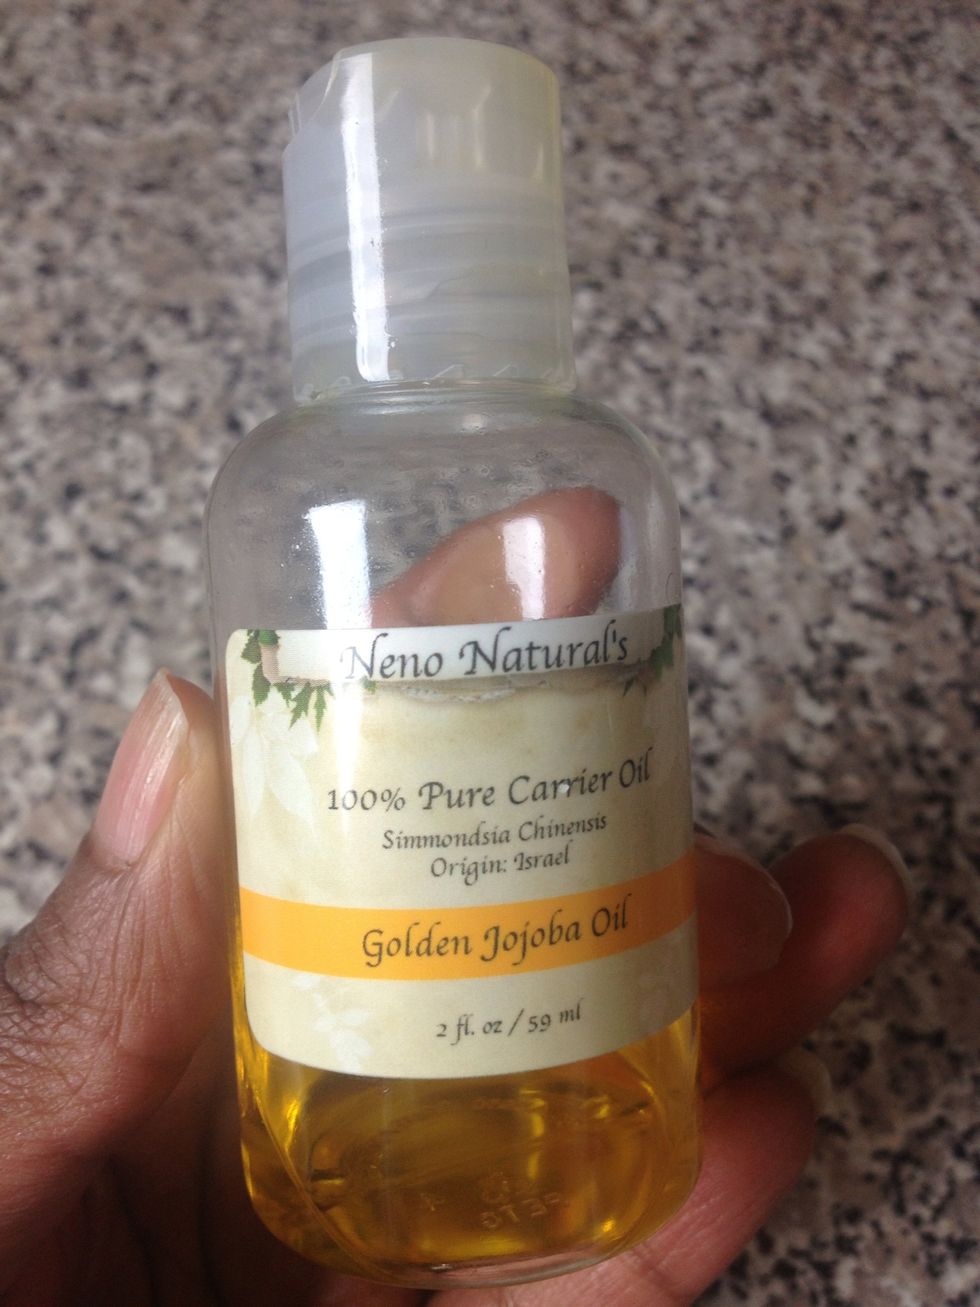 Neno Natural's
100% Pure Carrier Oil
Simmondsia Chinensis
Origin: Israel
Golden Jojoba Oil
2 fl. oz / 59 ml